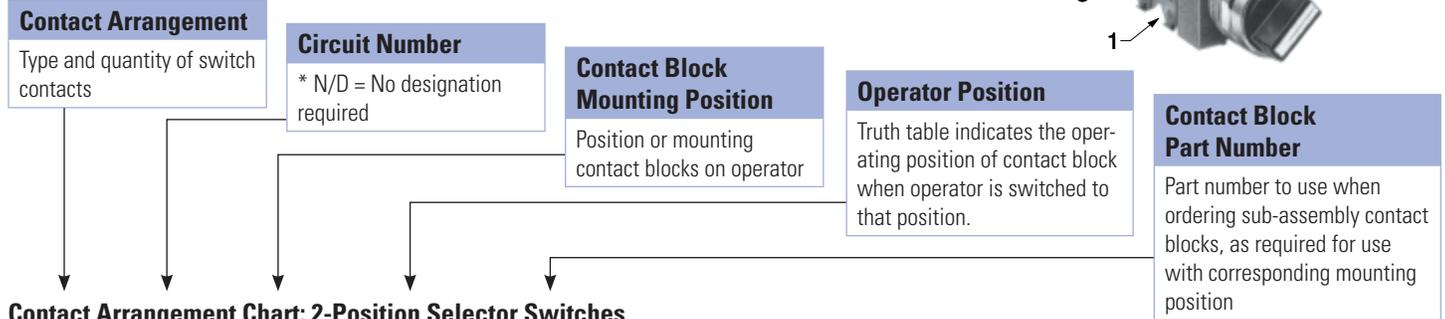 Contact Arrangement
Type and quantity of switch
contacts
Circuit Number
* N/D = No designation
required
Contact Block
Mounting Position
Position or mounting
contact blocks on operator
Operator Position
Truth table indicates the oper-
ating position of contact block
when operator is switched to
that position.
Contact Block
Part Number
Part number to use when
ordering sub-assembly contact
blocks, as required for use
with corresponding mounting
position
1
Contact Arrangement Chart: 2-Position Selector Switches